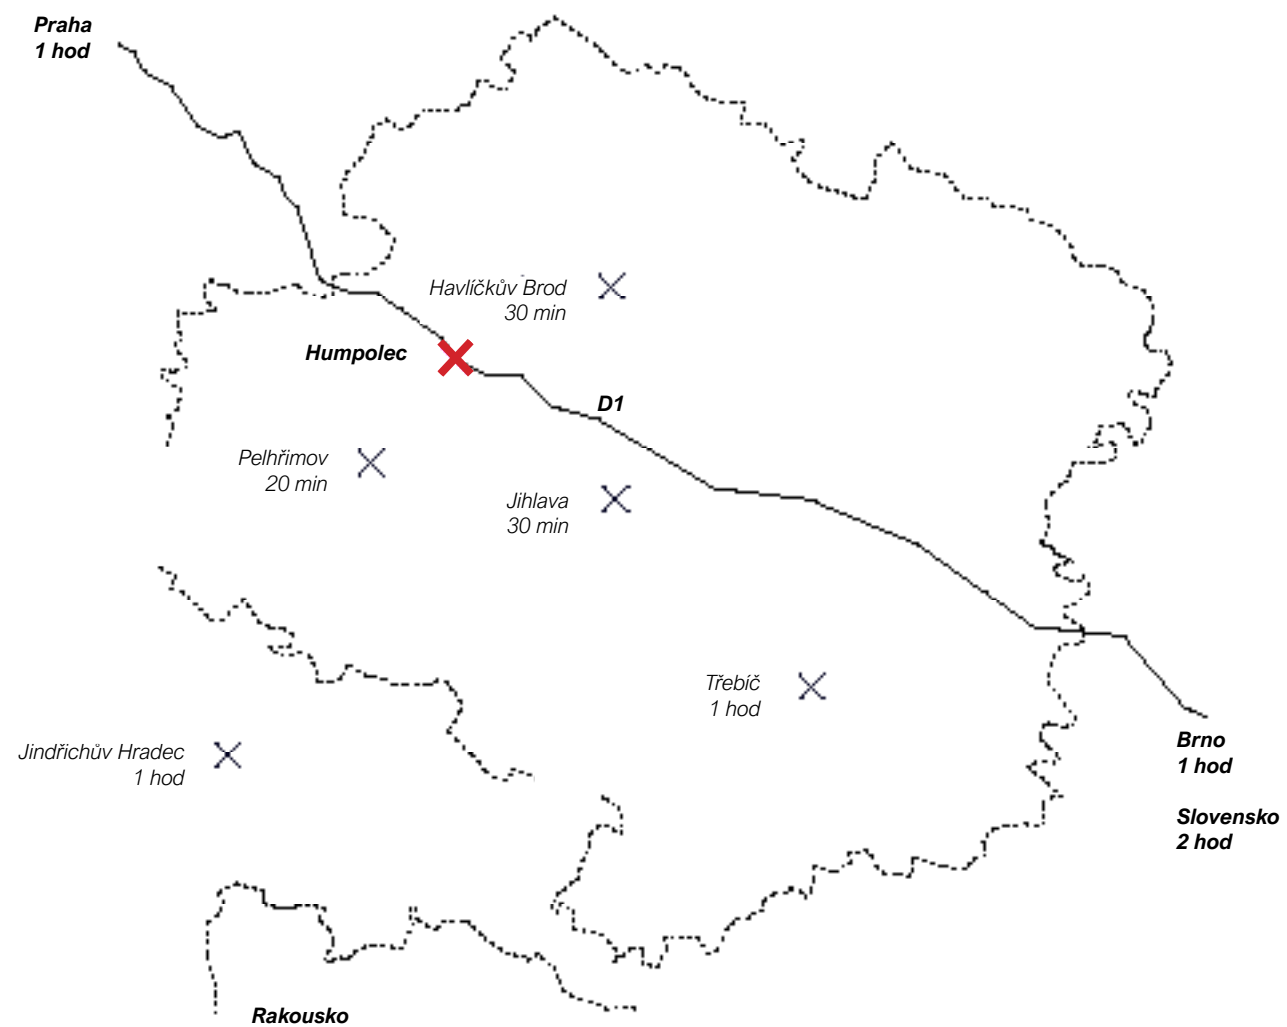 Praha
1 hod
Havlíčkův Brod
30 min
Humpolec
D1
Pelhřimov
20 min
Jihlava
30 min
Třebíč
1 hod
Jindřichův Hradec
1 hod
Brno
1 hod
Slovensko
2 hod
Rakousko